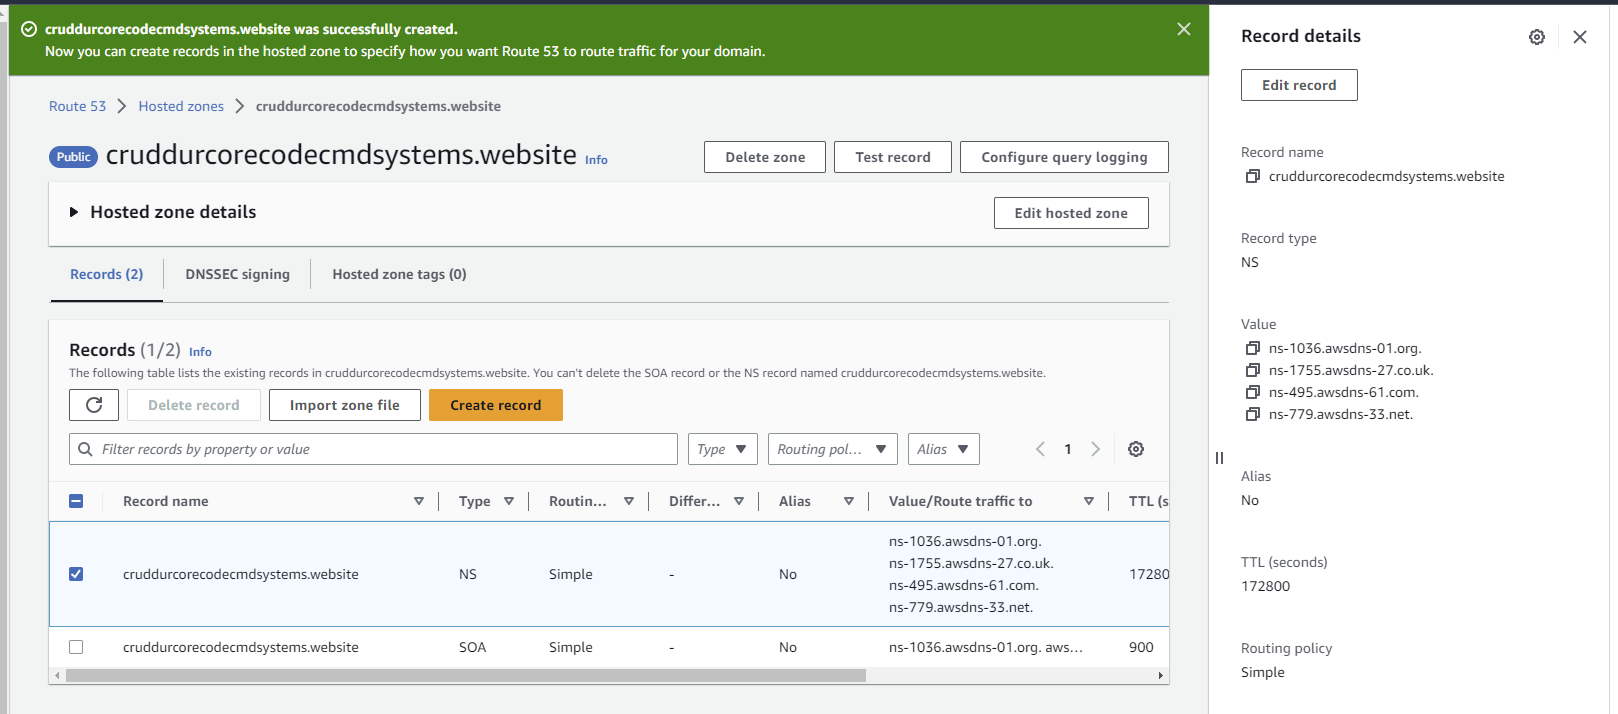 cruddurcorecodecmdsystems.website was successfully created.
Now you can create records in the hosted zone to specify how you want Route 53 to route traffic for your domain.
Route 53 > Hosted zones > cruddurcorecodecmdsystems.website
Public cruddurcorecodecmdsystems.website Info
Delete zone Test record Configure query logging
Hosted zone details Edit hosted zone
Records (2) DNSSEC signing Hosted zone tags (0)
Records (1/2) Info
The following table lists the existing records in cruddurcorecodecmdsystems.website. You can't delete the SOA record or the NS record named cruddurcorecodecmdsystems.website.
Delete record Import zone file Create record
Filter records by property or value Type Routing pol... Alias 1
Record name Type Routin... Differ... Alias Value/Route traffic to TTL (s
cruddurcorecodecmdsystems.website NS Simple - No
ns-1036.awsdns-01.org.
ns-1755.awsdns-27.co.uk.
ns-495.awsdns-61.com.
ns-779.awsdns-33.net.
17280
cruddurcorecodecmdsystems.website SOA Simple - No ns-1036.awsdns-01.org. aws... 900
Record details
Edit record
Record name
cruddurcorecodecmdsystems.website
Record type
NS
Value
ns-1036.awsdns-01.org.
ns-1755.awsdns-27.co.uk.
ns-495.awsdns-61.com.
ns-779.awsdns-33.net.
Alias
No
TTL (seconds)
172800
Routing policy
Simple